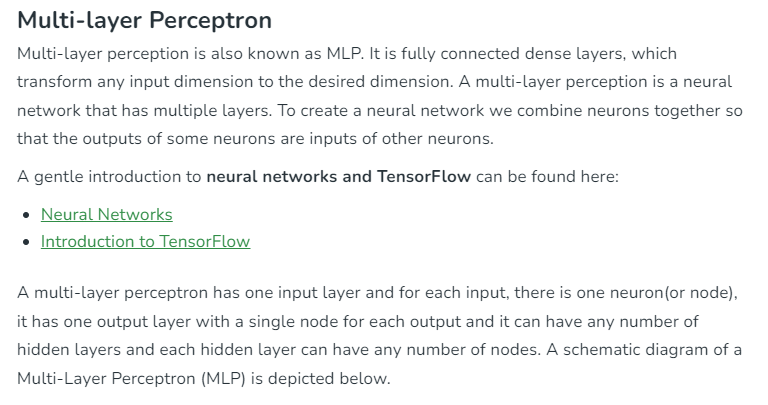 Multi-layer Perceptron
Multi-layer perception is also known as MLP. It is fully connected dense layers, which
transform any input dimension to the desired dimension. A multi-layer perception is a neural
network that has multiple layers. To create a neural network we combine neurons together so
that the outputs of some neurons are inputs of other neurons.
A gentle introduction to neural networks and TensorFlow can be found here:
• Neural Networks
• Introduction to TensorFlow
A multi-layer perceptron has one input layer and for each input, there is one neuron(or node),
it has one output layer with a single node for each output and it can have any number of
hidden layers and each hidden layer can have any number of nodes. A schematic diagram of a
Multi-Layer Perceptron (MLP) is depicted below.